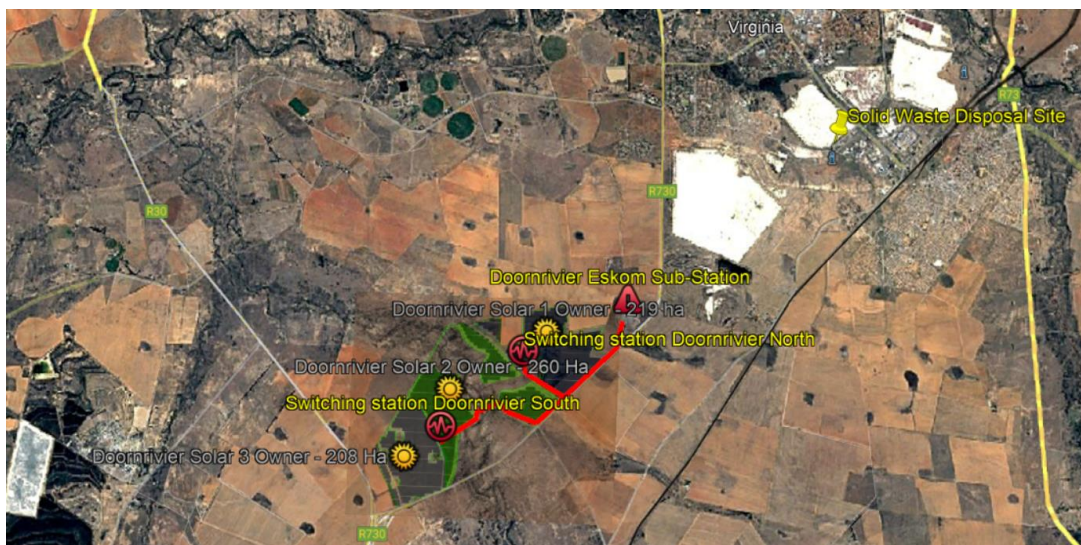 Virginia
R73
Solid Waste Disposal Site
R730
R30
Doornrivier Eskom Sub-Station
Doornrivier Solar 1 Owner - 219 ha
Switching station Doornrivier North
Doornrivier Solar 2 Owner - 260 Ha
Switching station Doornrivier South
Doornrivier Solar 3 Owner - 208 Ha
R730